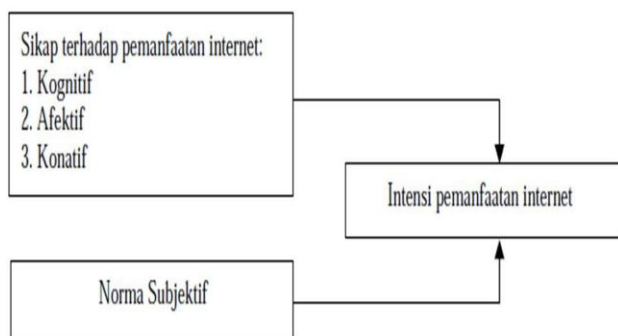 Sikap terhadap pemanfaatan internet:
1. Kognitif
2. Afektif
3. Konatif
Intensi pemanfaatan internet
Norma Subjektif